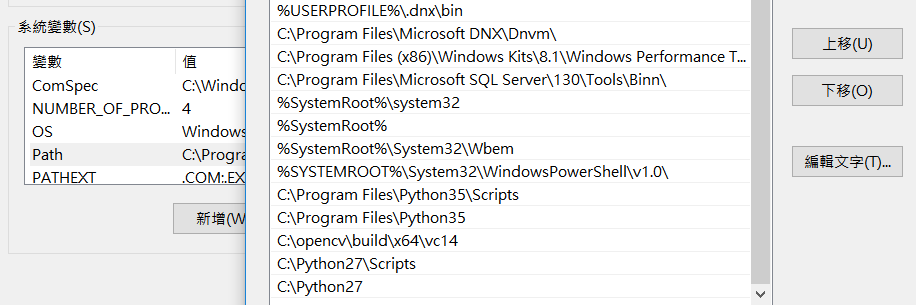 系統變數(S)
變數 值
ComSpec C:\Windo
NUMBER_OF_PRO... 4
OS Windows
Path C:\Progra
PATHEXT .COM;.EX
新增(W
%USERPROFILE%\.dnx\bin
C:\Program Files\Microsoft DNX\Dnvm\
C:\Program Files (x86)\Windows Kits\8.1\Windows Performance T...
C:\Program Files\Microsoft SQL Server\130\Tools\Binn\
%SystemRoot%\system32
%SystemRoot%
%SystemRoot%\System32\Wbem
%SYSTEMROOT%\System32\WindowsPowerShell\v1.0\
C:\Program Files\Python35\Scripts
C:\Program Files\Python35
C:\opencv\build\x64\vc14
C:\Python27\Scripts
C:\Python27
上移(U)
下移(O)
編輯文字(T)...